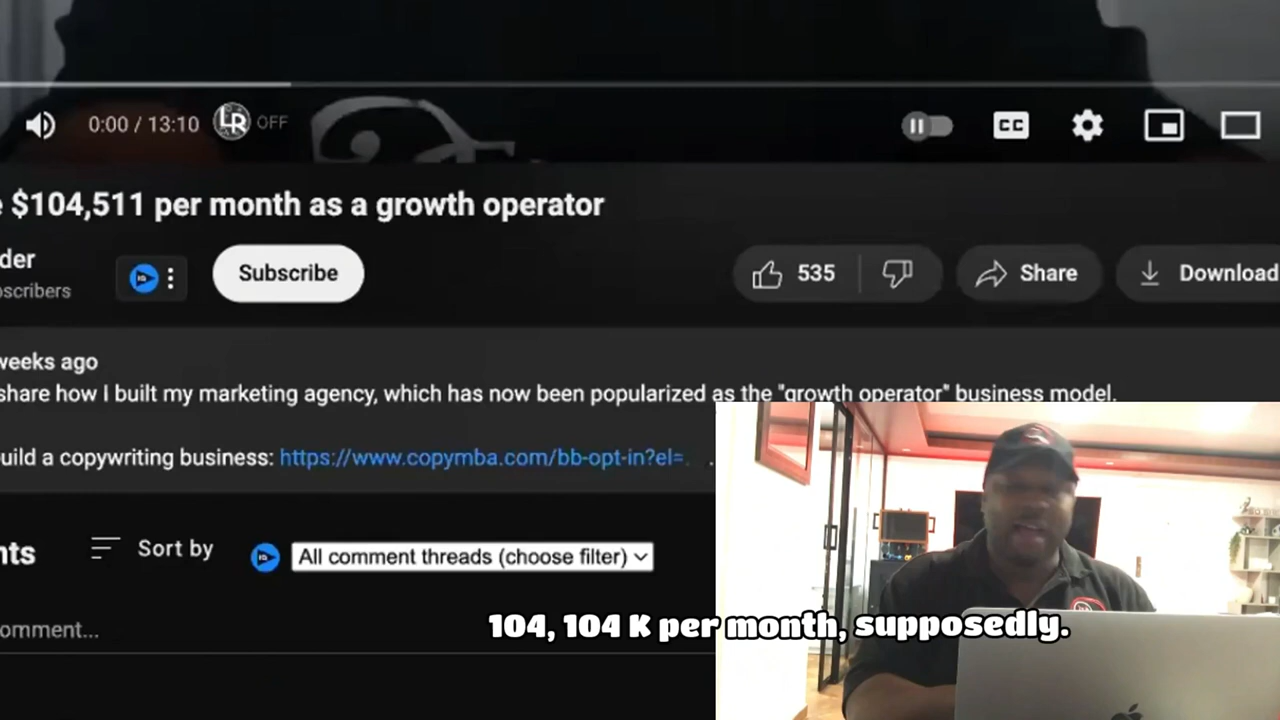 0:00 / 13:10 LR OFF CC
$104,511 per month as a growth operator
der
Subscribe 535 Share Download
scribers
weeks ago
share how I built my marketing agency, which has now been popularized as the "growth operator" business model.
uild a copywriting business: https://www.copymba.com/bb-opt-in?el=
nts Sort by All comment threads (choose filter)
omment...
104, 104 K per month, supposedly.